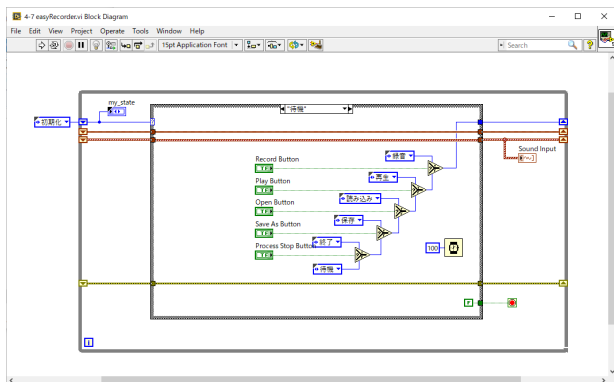 4-7 easyRecorder.vi Block Diagram
File Edit View Project Operate Tools Window Help
15pt Application Font
Search
my_state
初期化
"待機"
Sound Input
録音
Record Button
TF
再生
Play Button
TF
読み込み
Open Button
TF
保存
Save As Button
TF
終了
Process Stop Button
TF
100
待機
F
i